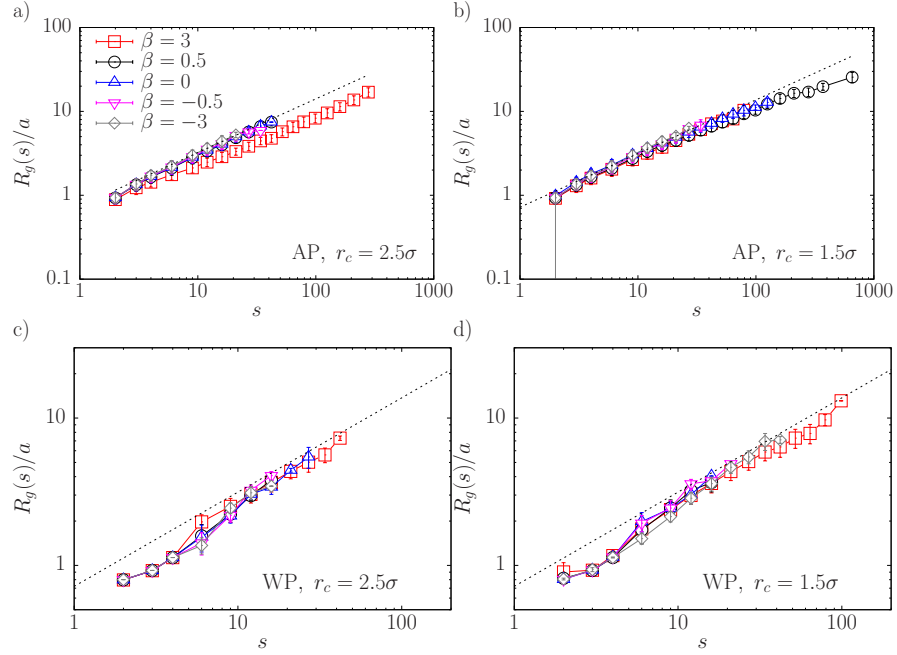 a)
100
10
1
0.1
R_g(s)/a
β = 3
β = 0.5
β = 0
β = −0.5
β = −3
AP, r_c = 2.5σ
1 10 100 1000
s
b)
100
10
1
0.1
R_g(s)/a
AP, r_c = 1.5σ
1 10 100 1000
s
c)
10
1
R_g(s)/a
WP, r_c = 2.5σ
1 10 100
s
d)
10
1
R_g(s)/a
WP, r_c = 1.5σ
1 10 100
s